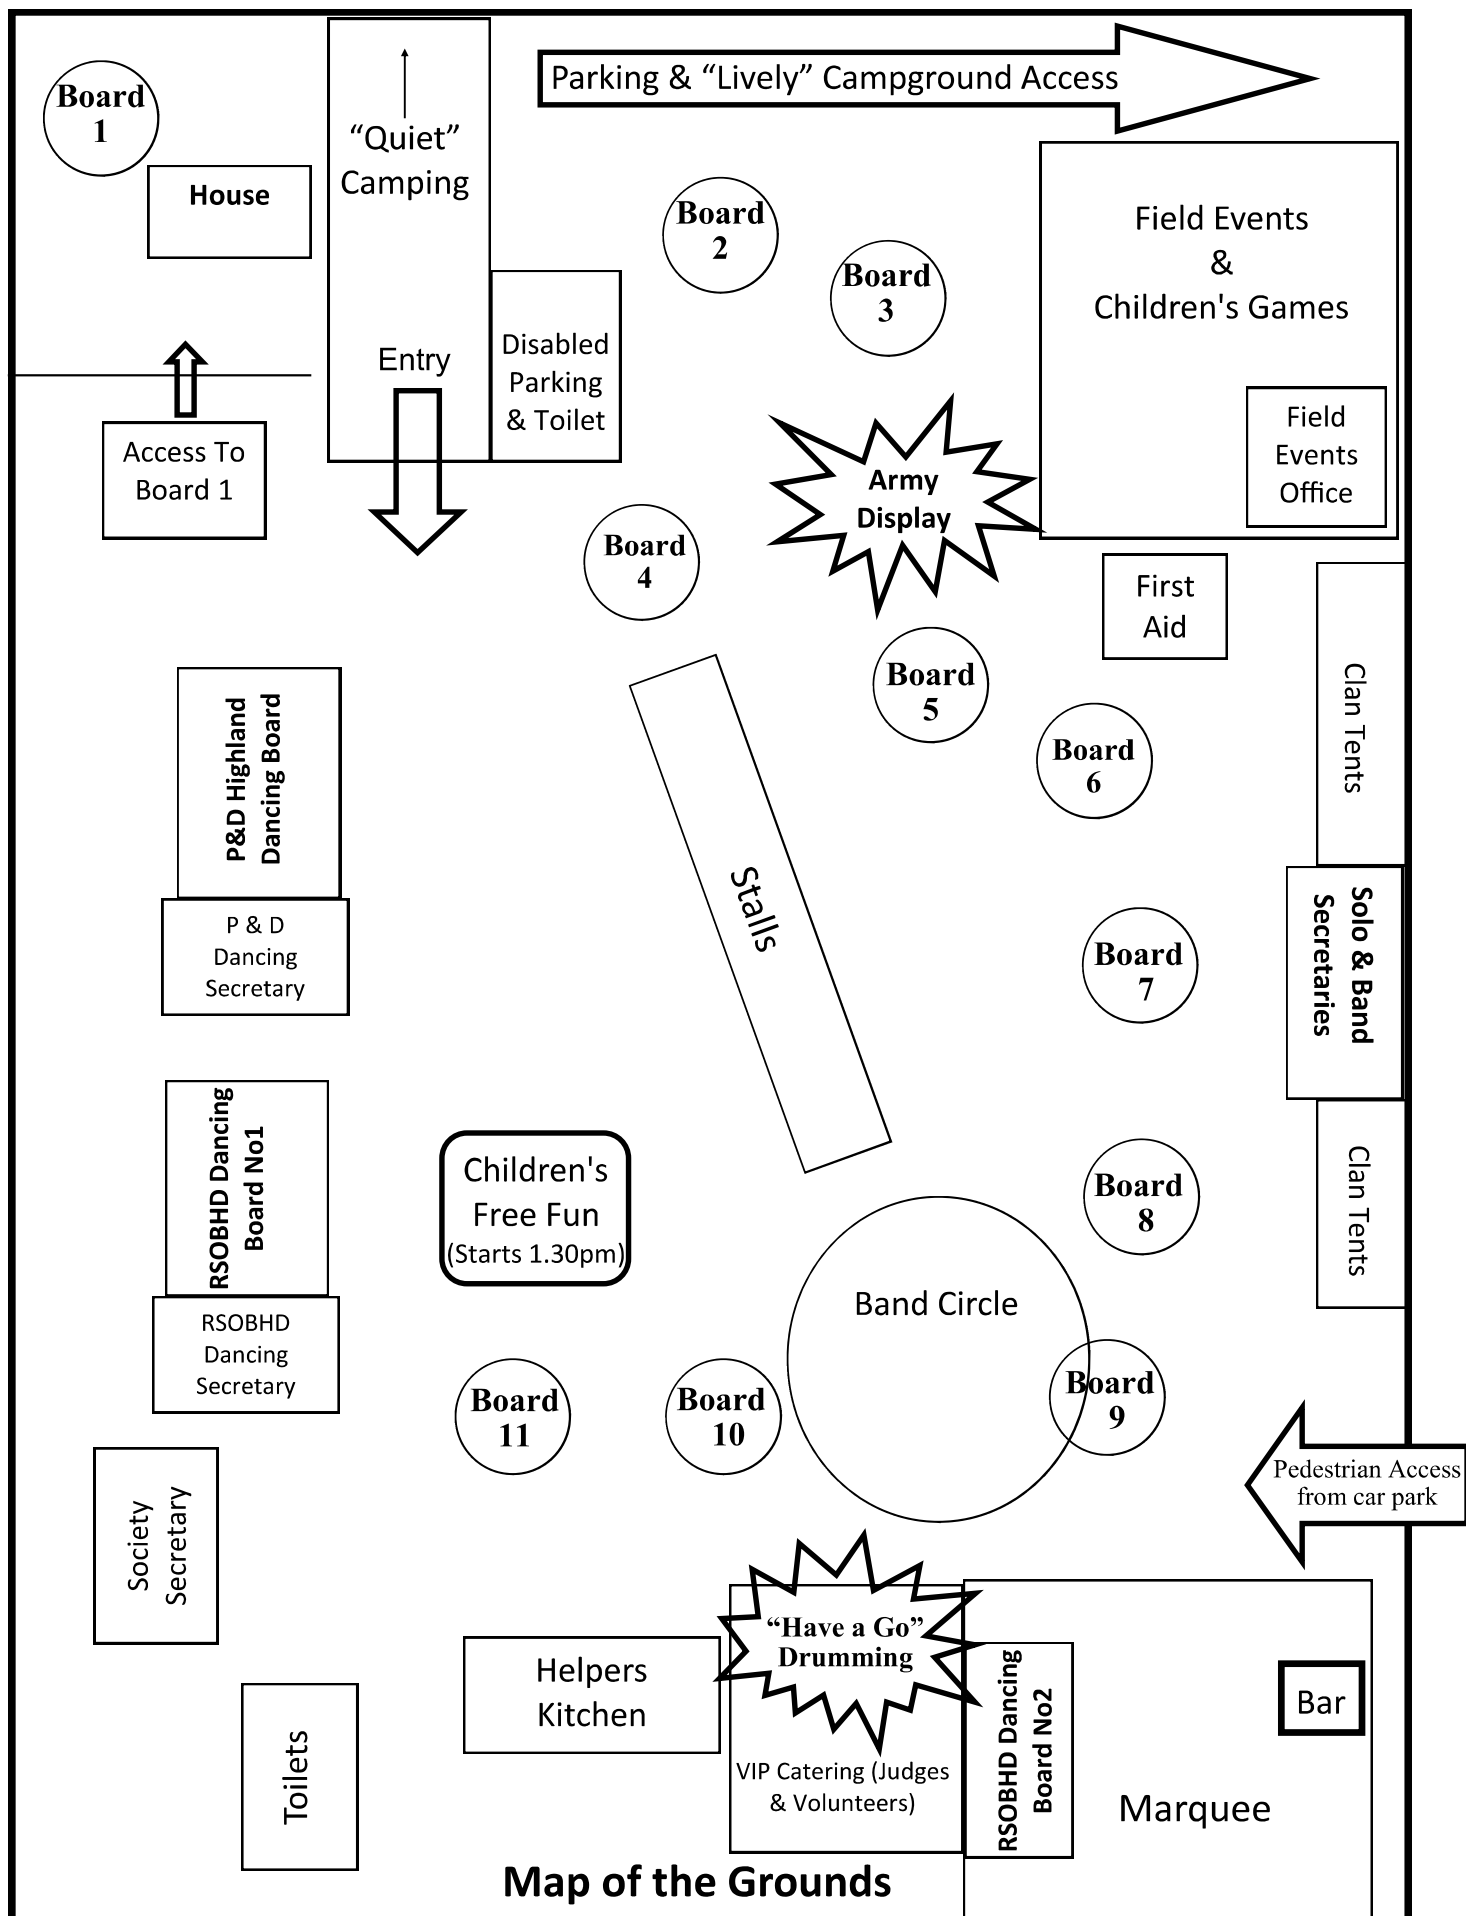 Parking & “Lively” Campground Access
Board
1
“Quiet”
Camping
House
Board
2
Board
3
Field Events
&
Children's Games
Entry
Disabled
Parking
& Toilet
Field
Events
Office
Access To
Board 1
Army
Display
Board
4
First
Aid
Board
5
Clan Tents
P&D Highland
Dancing Board
Board
6
Stalls
P & D
Dancing
Secretary
Board
7
Solo & Band
Secretaries
RSOBHD Dancing
Board No1
Children's
Free Fun
(Starts 1.30pm)
Board
8
Clan Tents
Band Circle
RSOBHD
Dancing
Secretary
Board
11
Board
10
Board
9
Pedestrian Access
from car park
Society
Secretary
“Have a Go”
Drumming
Helpers
Kitchen
RSOBHD Dancing
Board No2
Bar
Toilets
VIP Catering (Judges
& Volunteers)
Marquee
Map of the Grounds